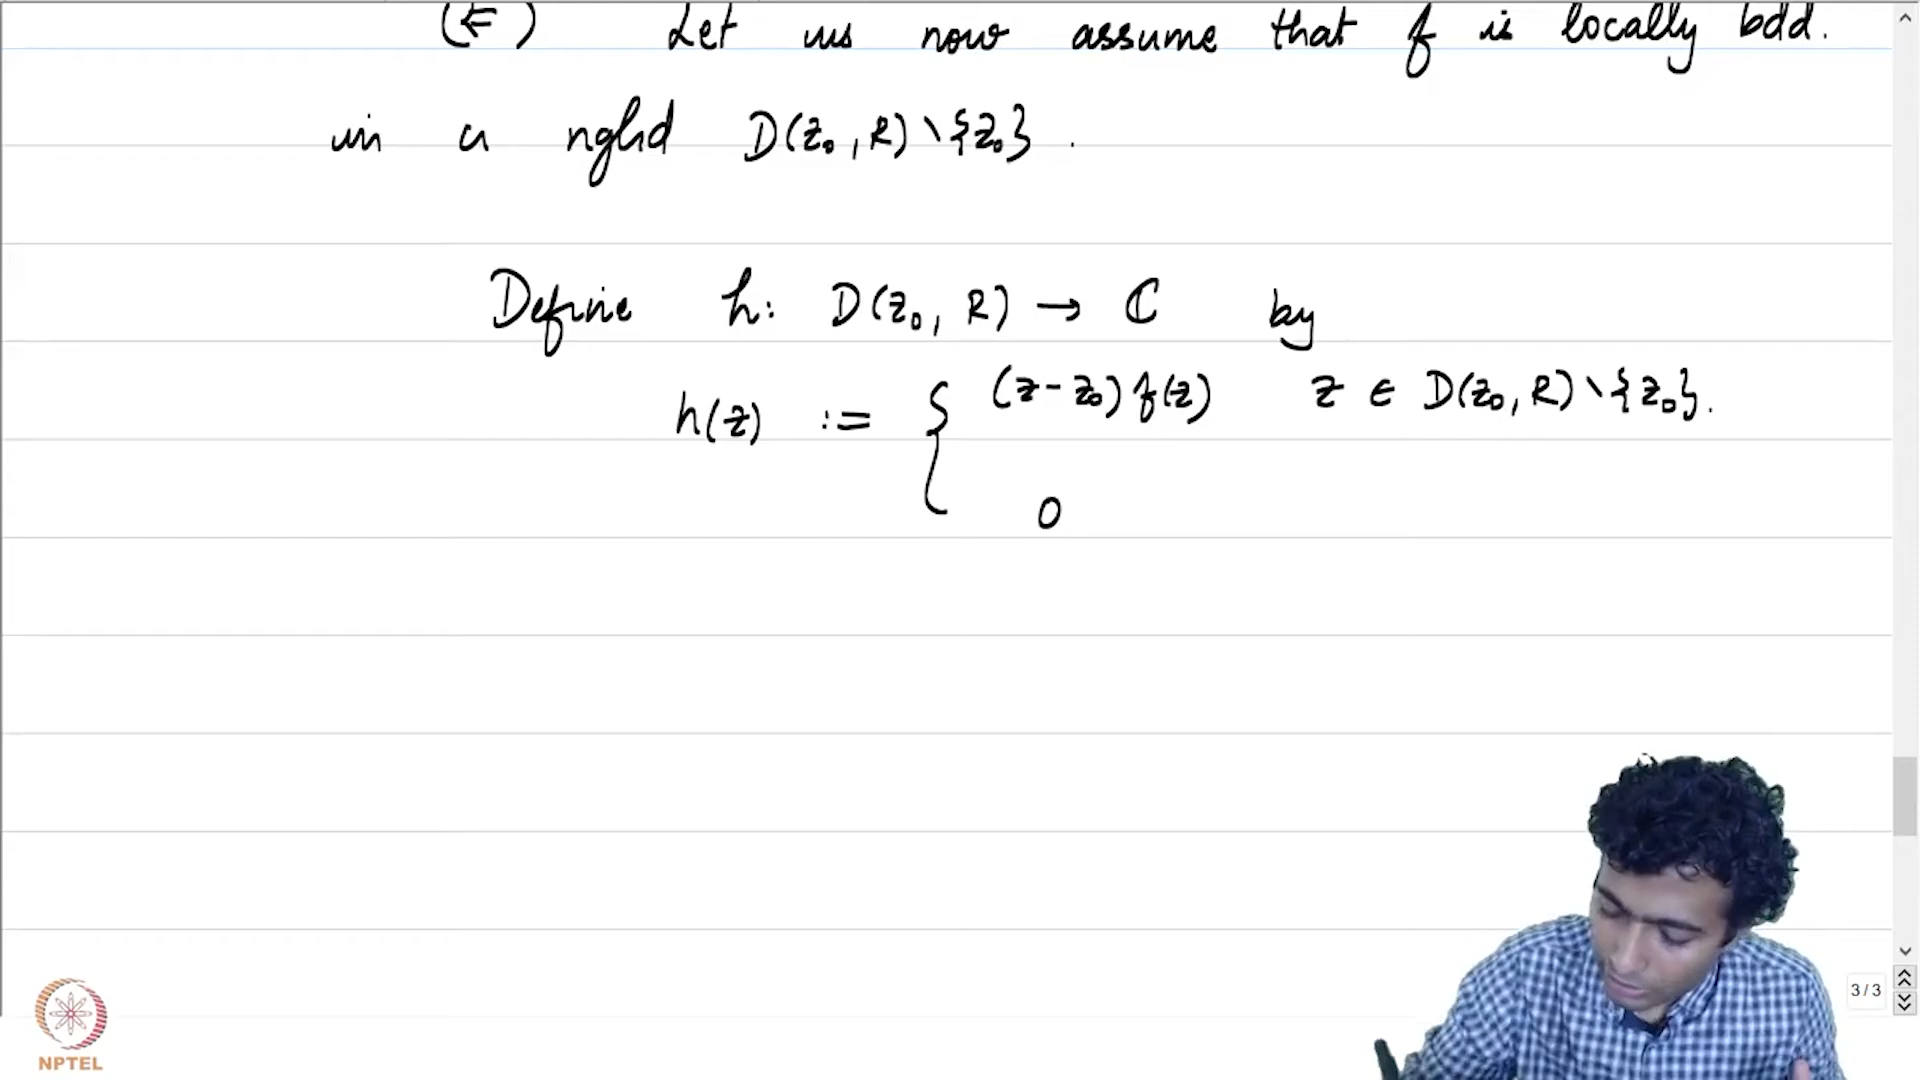 (⇐) Let us now assume that f is locally bdd.
in a nghd D(z₀, R) \ {z₀}.
Define h: D(z₀, R) → ℂ by
h(z) := { (z - z₀) f(z) z ∈ D(z₀, R) \ {z₀}.
0
3 / 3
NPTEL